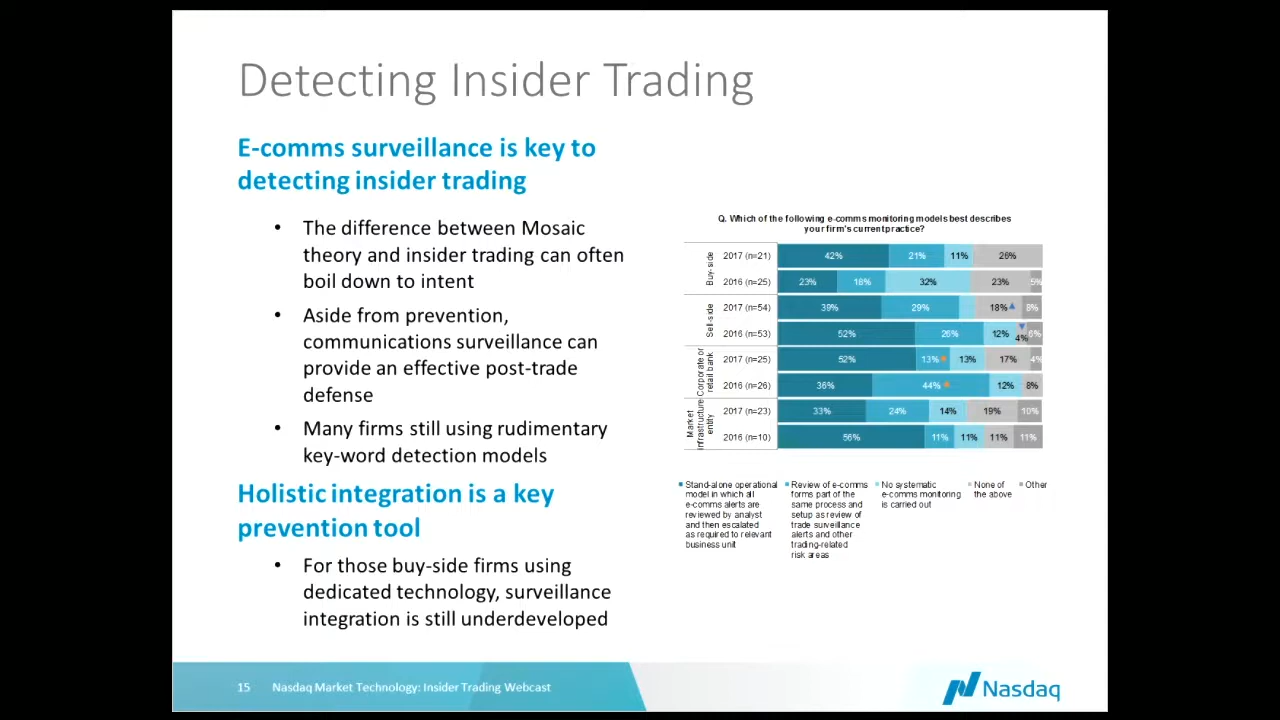 Detecting Insider Trading
E-comms surveillance is key to
detecting insider trading
• The difference between Mosaic
theory and insider trading can often
boil down to intent
• Aside from prevention,
communications surveillance can
provide an effective post-trade
defense
• Many firms still using rudimentary
key-word detection models
Holistic integration is a key
prevention tool
• For those buy-side firms using
dedicated technology, surveillance
integration is still underdeveloped
Q. Which of the following e-comms monitoring models best describes
your firm's current practice?
Buy-side
2017 (n=21) 42% 21% 11% 26%
2016 (n=25) 23% 18% 32% 23% 5%
Sell-side
2017 (n=54) 39% 29% 18% 8%
2016 (n=53) 52% 26% 12% 4% 6%
Corporate or
retail bank
2017 (n=25) 52% 13% 13% 17% 4%
2016 (n=26) 36% 44% 12% 8%
Market
infrastructure
entity
2017 (n=23) 33% 24% 14% 19% 10%
2016 (n=10) 56% 11% 11% 11% 11%
Stand-alone operational
model in which all
e-comms alerts are
reviewed by analyst
and then escalated
as required to relevant
business unit
Review of e-comms
forms part of the
same process and
setup as review of
trade suveillance
alerts and other
trading-related
risk areas
No systematic
e-comms monitoring
is carried out
None of
the above
Other
15 Nasdaq Market Technology: Insider Trading Webcast
Nasdaq